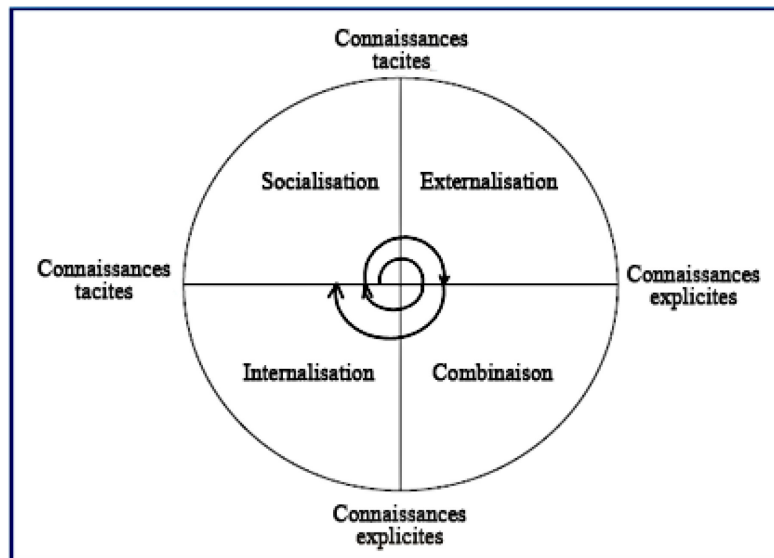 Connaissances
tacites
Socialisation
Externalisation
Connaissances
tacites
Connaissances
explicites
Internalisation
Combinaison
Connaissances
explicites